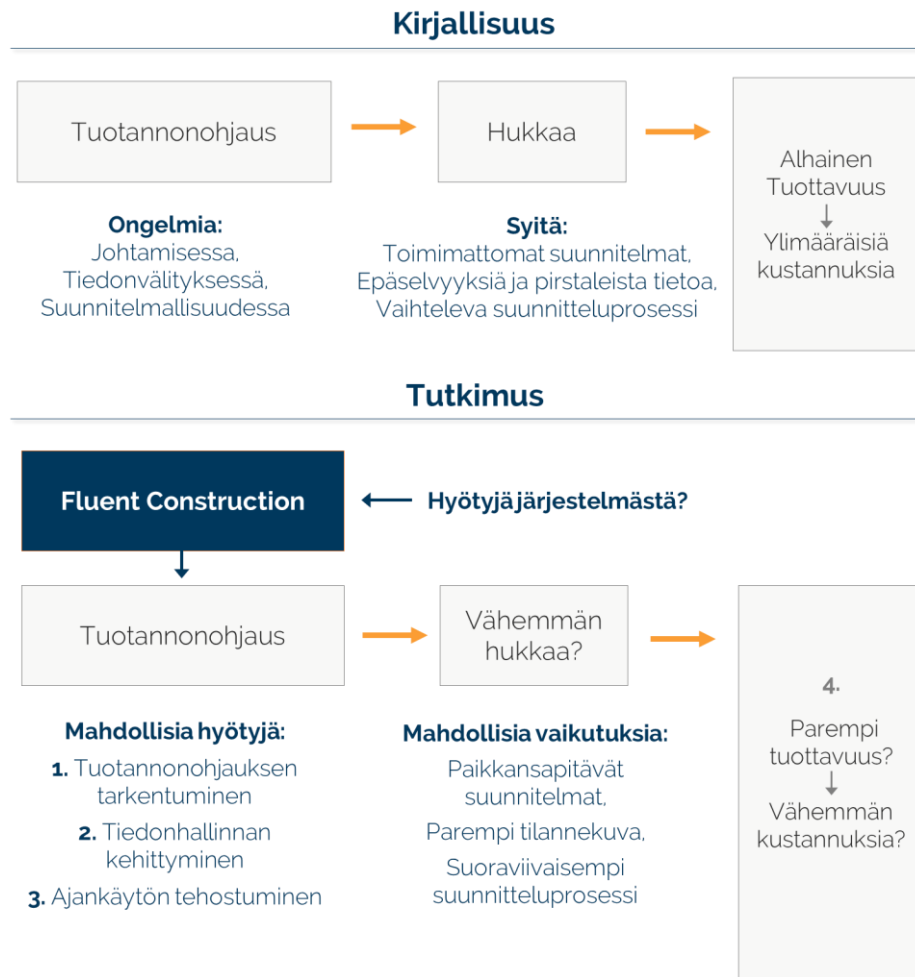 Kirjallisuus
Tuotannonohjaus
Hukkaa
Alhainen
Tuottavuus
Ylimääräisiä
kustannuksia
Ongelmia:
Johtamisessa,
Tiedonvälityksessä,
Suunnitelmallisuudessa
Syitä:
Toimimattomat suunnitelmat,
Epäselvyyksiä ja pirstaleista tietoa,
Vaihteleva suunnitteluprosessi
Tutkimus
Fluent Construction
Hyötyjä järjestelmästä?
Tuotannonohjaus
Vähemmän
hukkaa?
4.
Parempi
tuottavuus?
Vähemmän
kustannuksia?
Mahdollisia hyötyjä:
1. Tuotannonohjauksen
tarkentuminen
2. Tiedonhallinnan
kehittyminen
3. Ajankäytön tehostuminen
Mahdollisia vaikutuksia:
Paikkansapitävät
suunnitelmat,
Parempi tilannekuva,
Suoraviivaisempi
suunnitteluprosessi